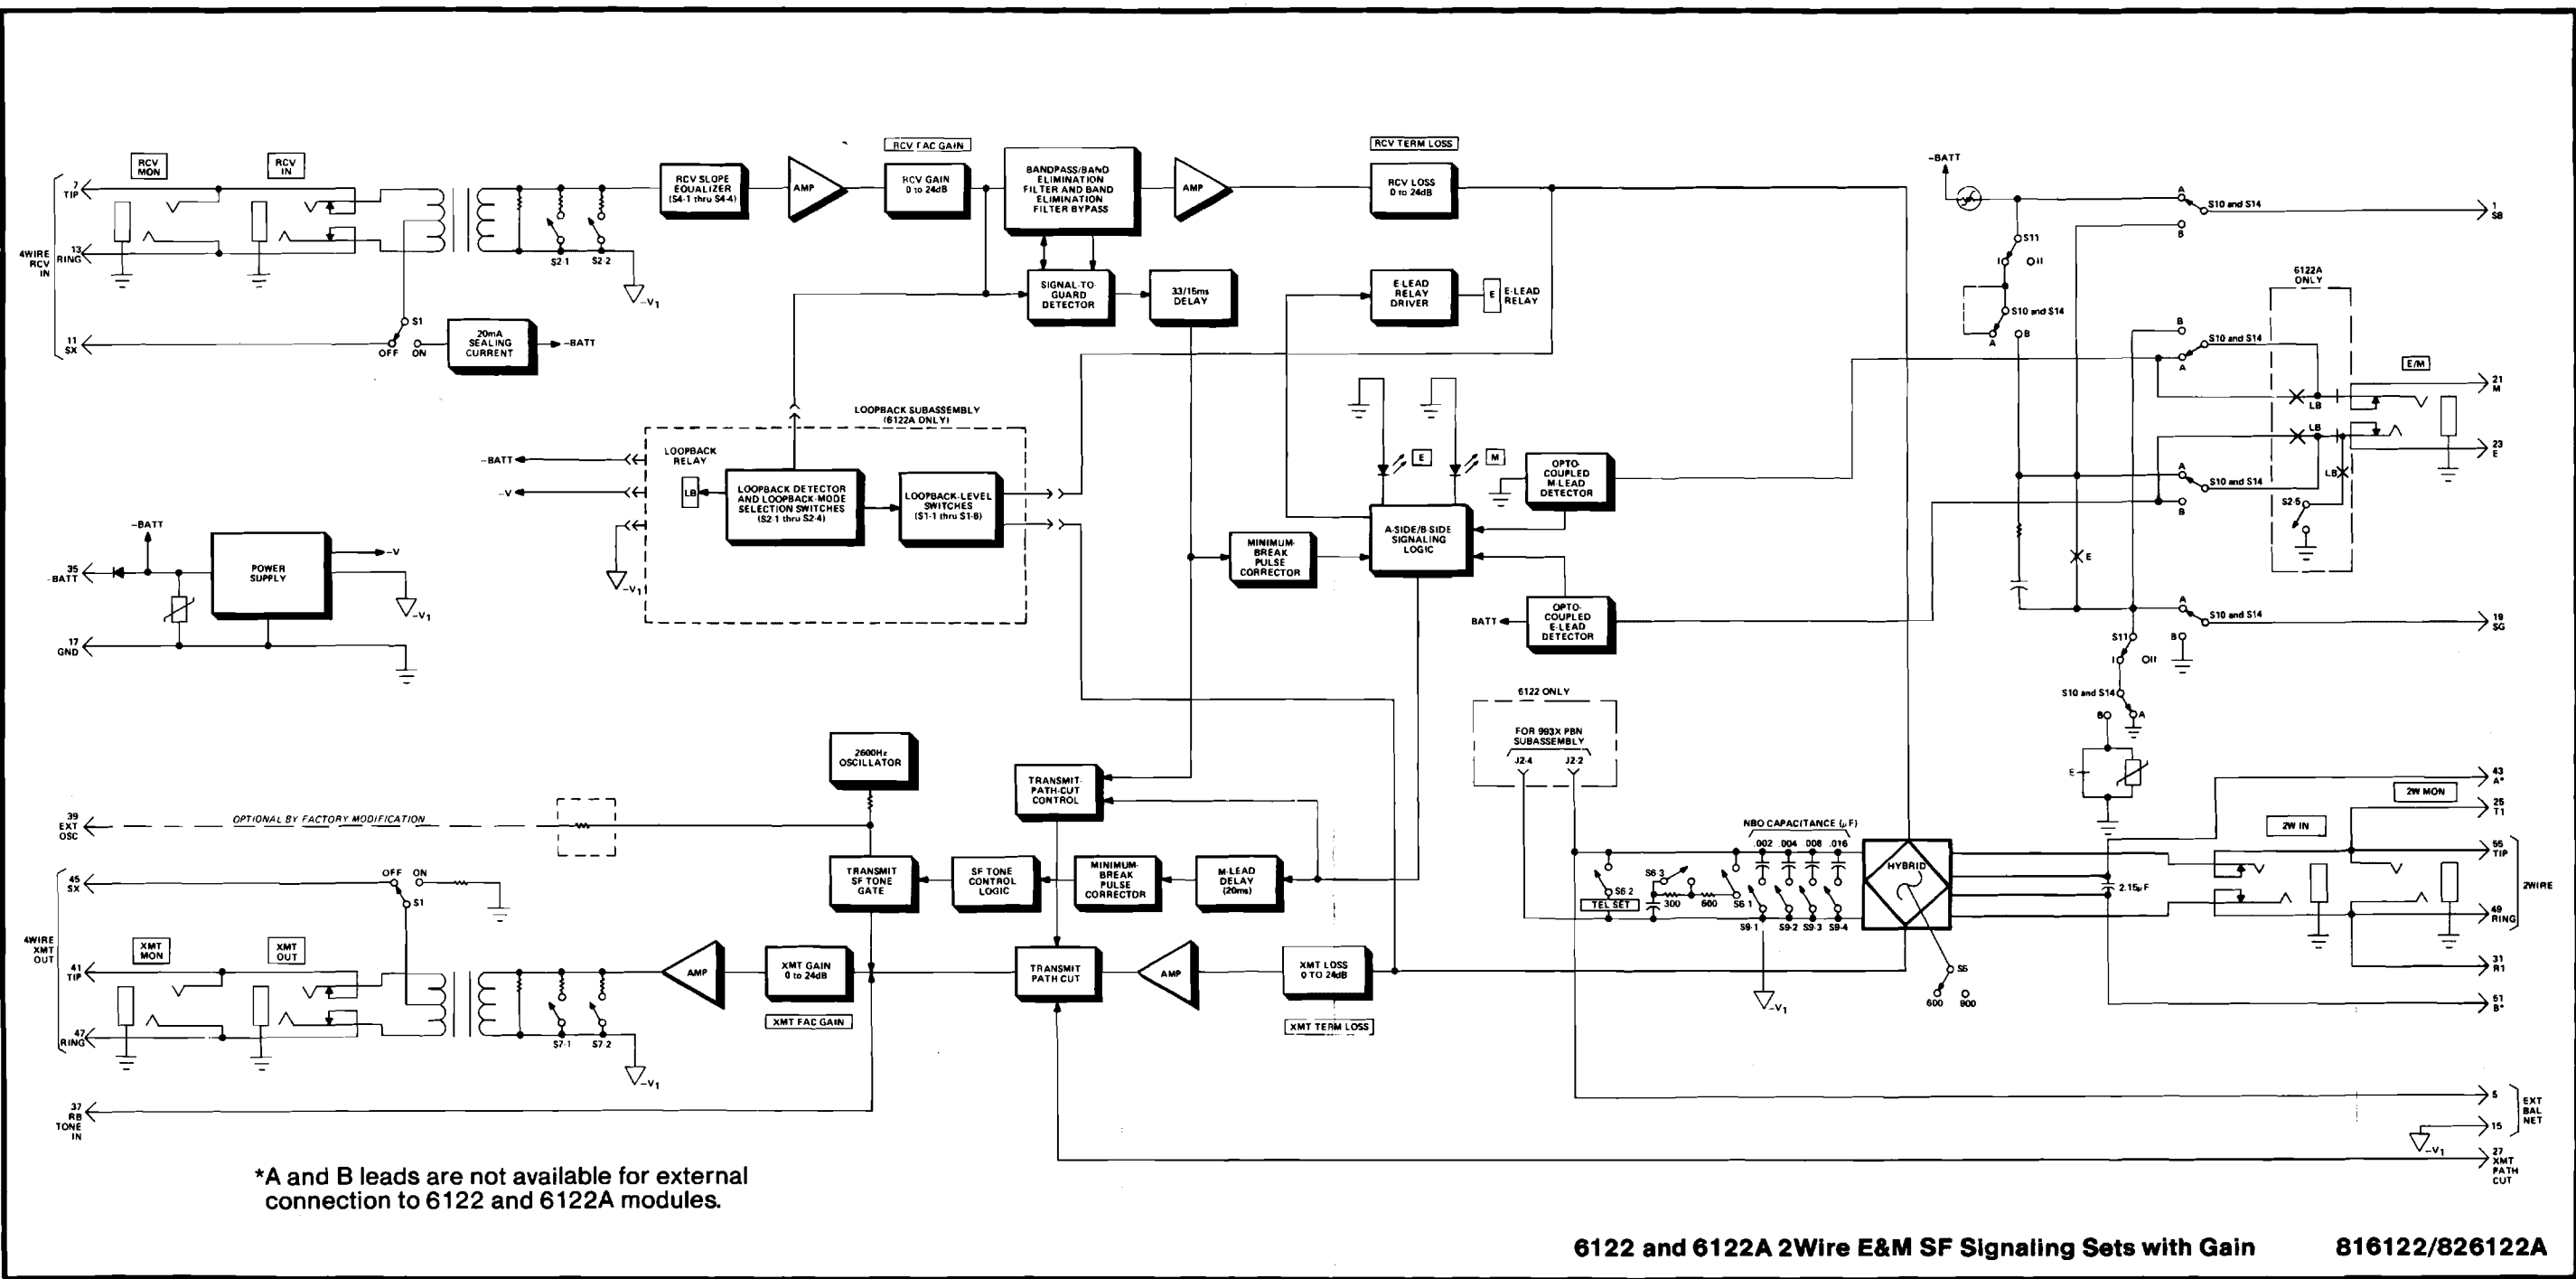 RCV
MON
RCV
IN
7
TIP
4WIRE
RCV
IN
13
RING
11
SX
S1
OFF
ON
20mA
SEALING
CURRENT
-BATT
S2-1
S2-2
-V1
RCV SLOPE
EQUALIZER
(S4-1 thru S4-4)
AMP
RCV FAC GAIN
RCV GAIN
0 to 24dB
BANDPASS/BAND
ELIMINATION
FILTER AND BAND
ELIMINATION
FILTER BYPASS
AMP
RCV TERM LOSS
RCV LOSS
0 to 24dB
SIGNAL-TO-
GUARD
DETECTOR
33/15ms
DELAY
E-LEAD
RELAY
DRIVER
E
E-LEAD
RELAY
-BATT
S11
I
II
S10 and S14
A
B
A
S10 and S14
B
1
SB
6122A
ONLY
B
S10 and S14
A
E/M
21
M
LB
LB
23
E
LB
A
S10 and S14
B
S2-5
E
A
S10 and S14
19
SG
S11
I
II
B
S10 and S14
B
A
E
LOOPBACK SUBASSEMBLY
(6122A ONLY)
LOOPBACK
RELAY
-BATT
-V
-V1
LB
LOOPBACK DETECTOR
AND LOOPBACK-MODE
SELECTION SWITCHES
(S2-1 thru S2-4)
LOOPBACK-LEVEL
SWITCHES
(S1-1 thru S1-8)
E
M
OPTO-
COUPLED
M-LEAD
DETECTOR
MINIMUM-
BREAK
PULSE
CORRECTOR
A-SIDE/B-SIDE
SIGNALING
LOGIC
BATT
OPTO-
COUPLED
E-LEAD
DETECTOR
-BATT
35
-BATT
POWER
SUPPLY
-V
-V1
17
GND
6122 ONLY
FOR 993X PBN
SUBASSEMBLY
J2-4
J2-2
2600Hz
OSCILLATOR
TRANSMIT-
PATH-CUT
CONTROL
39
EXT
OSC
OPTIONAL BY FACTORY MODIFICATION
TRANSMIT
SF TONE
GATE
SF TONE
CONTROL
LOGIC
MINIMUM-
BREAK
PULSE
CORRECTOR
M-LEAD
DELAY
(20ms)
NBO CAPACITANCE (μF)
.002 .004 .008 .016
S6 2
TEL SET
S6 3
300
600
S6 1
S9-1
S9-2
S9-3
S9-4
-V1
HYBRID
S5
600
900
2.15μF
43
A*
2W MON
25
T1
2W IN
55
TIP
2WIRE
49
RING
31
R1
51
B*
45
SX
OFF
ON
S1
4WIRE
XMT
OUT
XMT
MON
XMT
OUT
41
TIP
47
RING
S7-1
S7-2
-V1
AMP
XMT GAIN
0 to 24dB
XMT FAC GAIN
TRANSMIT
PATH CUT
AMP
XMT LOSS
0 TO 24dB
XMT TERM LOSS
37
RB
TONE
IN
5
EXT
BAL
NET
15
-V1
27
XMT
PATH
CUT
*A and B leads are not available for external
connection to 6122 and 6122A modules.
6122 and 6122A 2Wire E&M SF Signaling Sets with Gain
816122/826122A